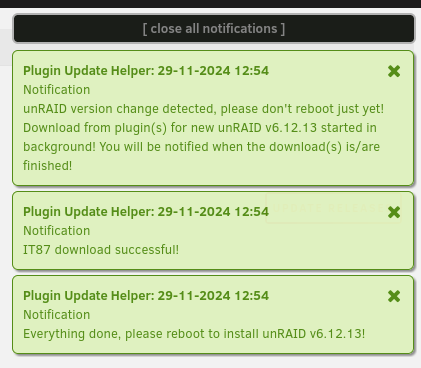 [ close all notifications ]
Plugin Update Helper: 29-11-2024 12:54
Notification
unRAID version change detected, please don't reboot just yet!
Download from plugin(s) for new unRAID v6.12.13 started in
background! You will be notified when the download(s) is/are
finished!
Plugin Update Helper: 29-11-2024 12:54
Notification
IT87 download successful!
Plugin Update Helper: 29-11-2024 12:54
Notification
Everything done, please reboot to install unRAID v6.12.13!